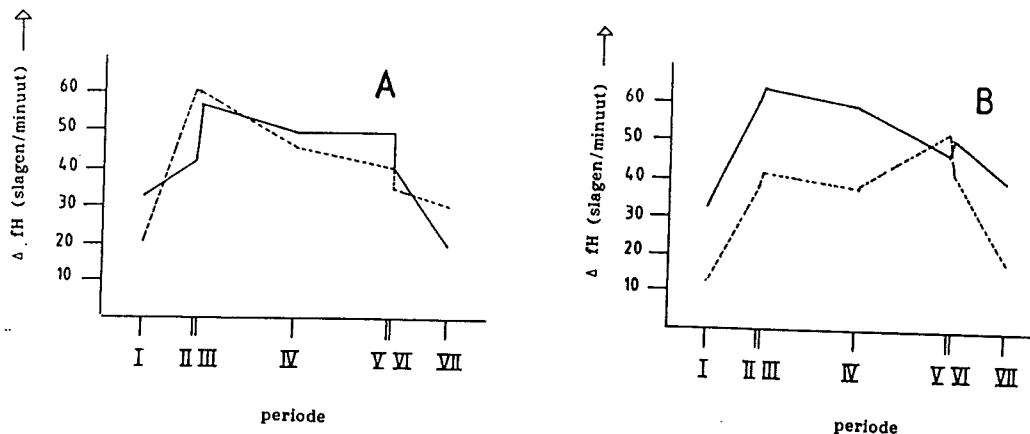 A
Δ fH (slagen/minuut)
60
50
40
30
20
10
I II III IV V VI VII
periode
B
Δ fH (slagen/minuut)
60
50
40
30
20
10
I II III IV V VI VII
periode